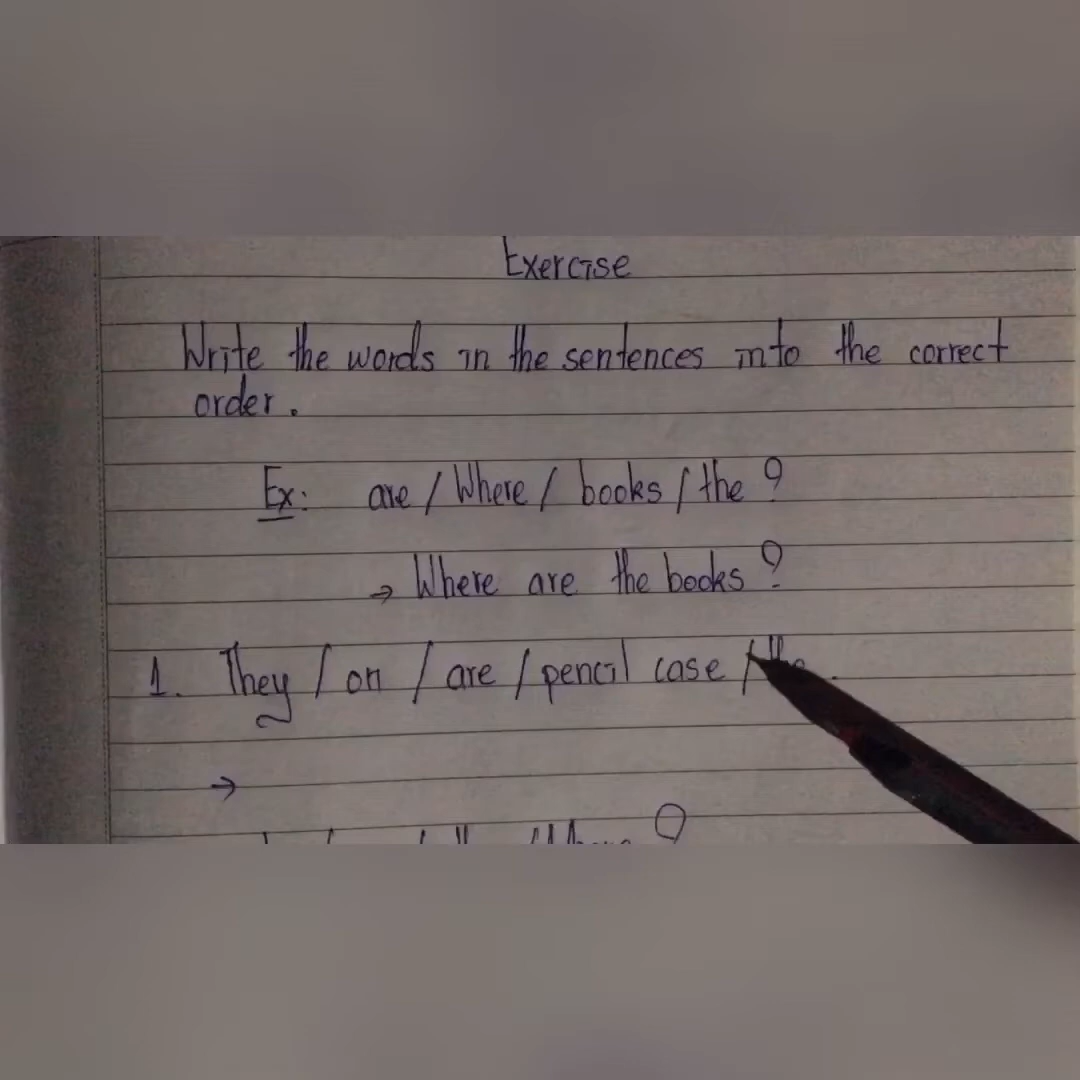 Exercise
Write the words in the sentences into the correct
order.
Ex: are / Where / books / the ?
→ Where are the books ?
1. They / on / are / pencil case / the .
→
?